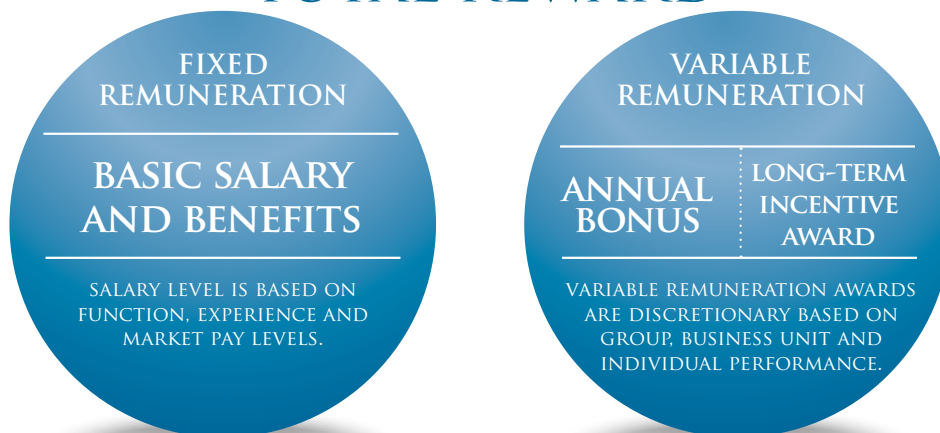 TOTAL REWARD
FIXED
REMUNERATION
BASIC SALARY
AND BENEFITS
SALARY LEVEL IS BASED ON
FUNCTION, EXPERIENCE AND
MARKET PAY LEVELS.
VARIABLE
REMUNERATION
ANNUAL
BONUS
LONG-TERM
INCENTIVE
AWARD
VARIABLE REMUNERATION AWARDS
ARE DISCRETIONARY BASED ON
GROUP, BUSINESS UNIT AND
INDIVIDUAL PERFORMANCE.